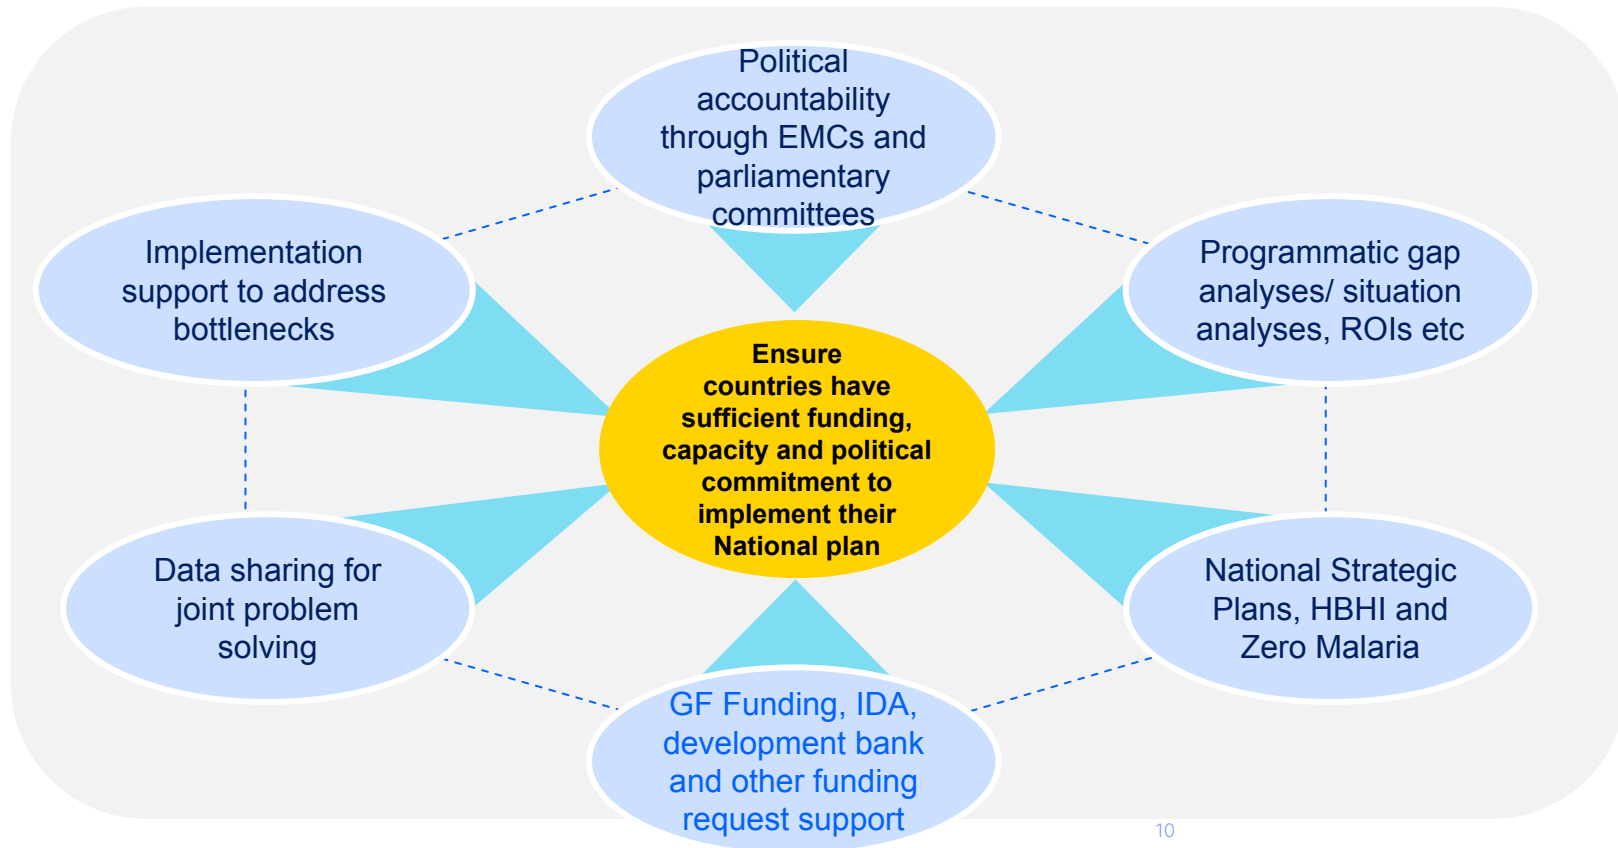 Political
accountability
through EMCs and
parliamentary
committees
Implementation
support to address
bottlenecks
Programmatic gap
analyses/ situation
analyses, ROIs etc
Ensure
countries have
sufficient funding,
capacity and political
commitment to
implement their
National plan
Data sharing for
joint problem
solving
National Strategic
Plans, HBHI and
Zero Malaria
GF Funding, IDA,
development bank
and other funding
request support
10